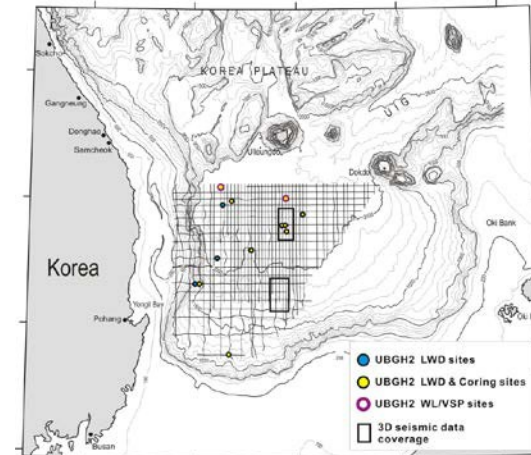 Sokcho
KOREA PLATEAU
Gangneung
UIG
Donghae
Samcheok
Ulleungdo
Dokdo
Oki Bank
Korea
Yongil Bay
Pohang
UBGH2 LWD sites
UBGH2 LWD & Coring sites
UBGH2 WL/VSP sites
3D seismic data
coverage
Busan